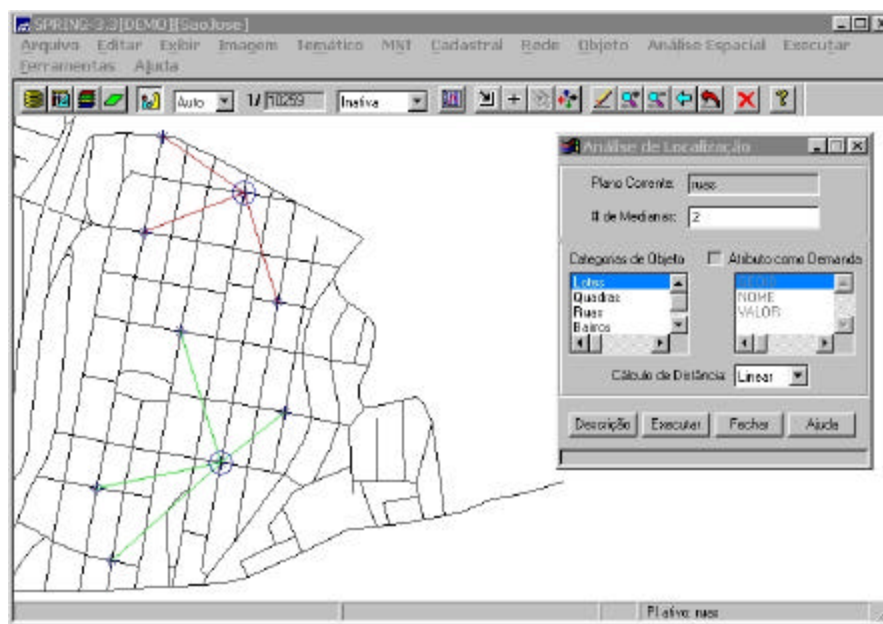 SPRING-3.3[DEMO][SaoJose]
Arquivo Editar Exibir Imagem Temático MNT Cadastral Rede Objeto Análise Espacial Executar
Ferramentas Ajuda
Auto 1/ 10259 Inativa
Análise de Localização
Plano Corrente: ruas
# de Medianas: 2
Categorias de Objeto Atributo como Demanda
Lotes
Quadras
Ruas
Bairros
NOME
VALOR
Cálculo de Distância: Linear
Descrição Executar Fechar Ajuda
PI ativo: ruas